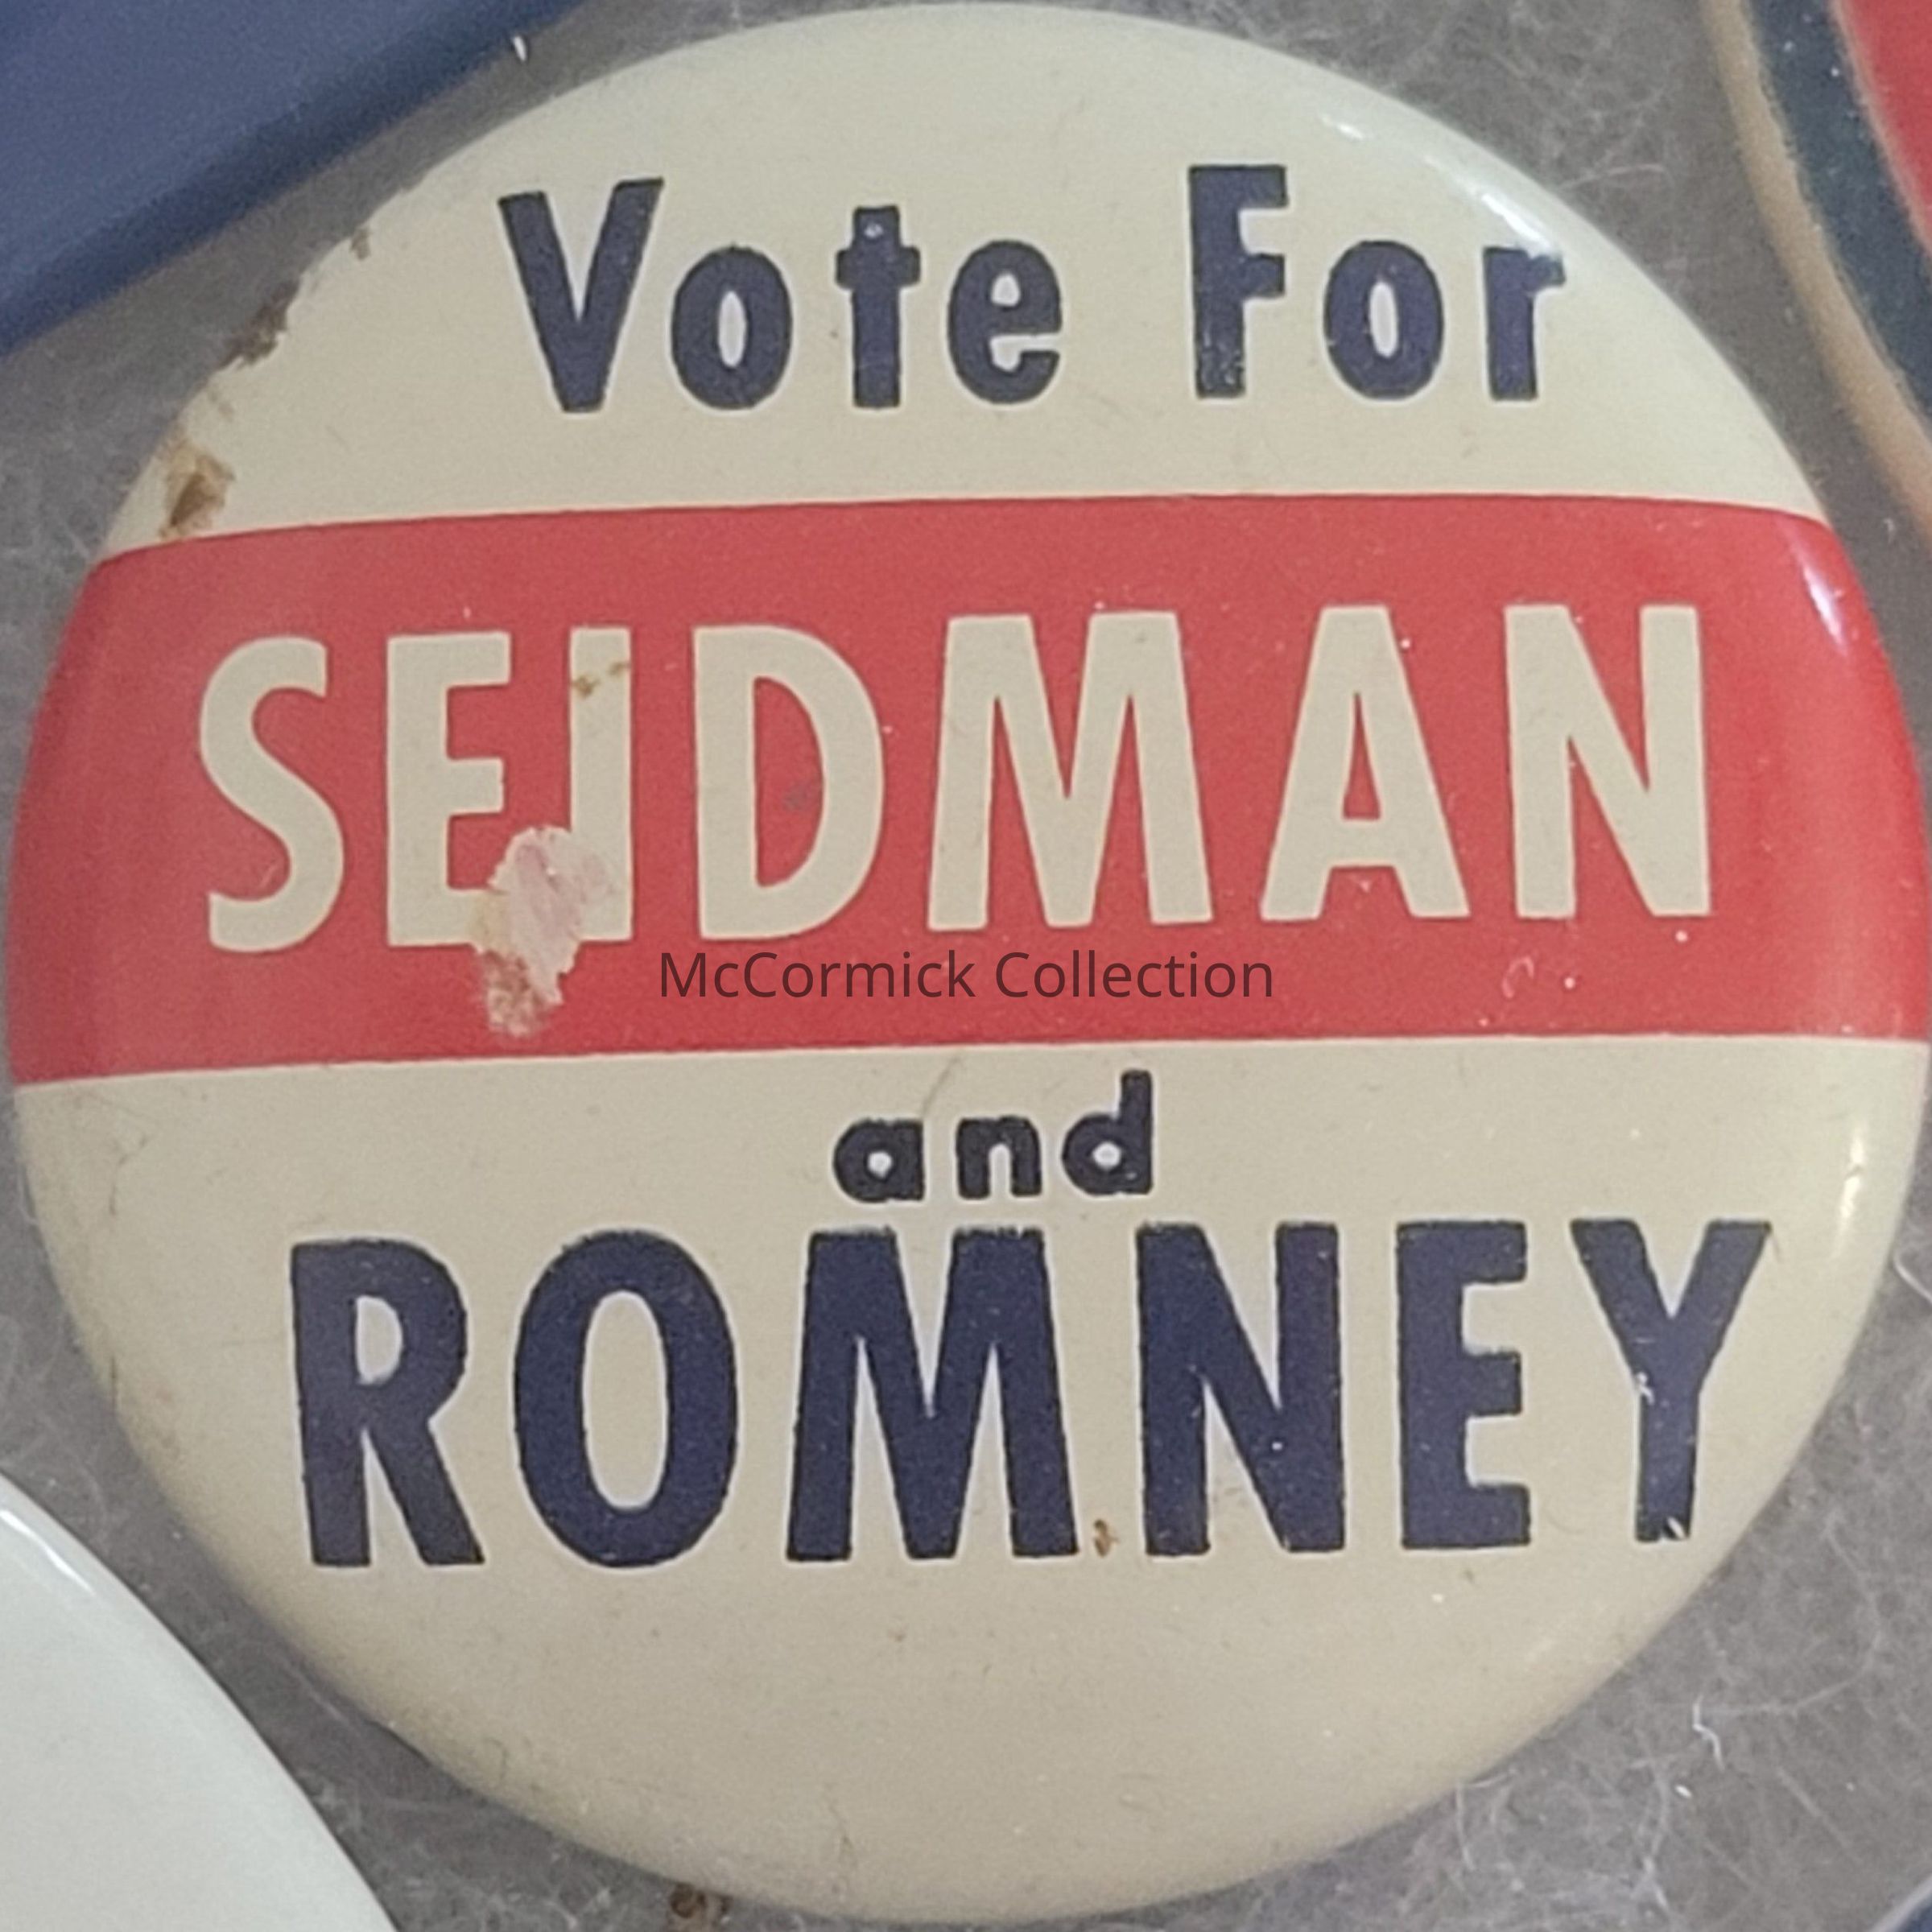 Vote For
SEIDMAN
McCormick Collection
and
ROMNEY